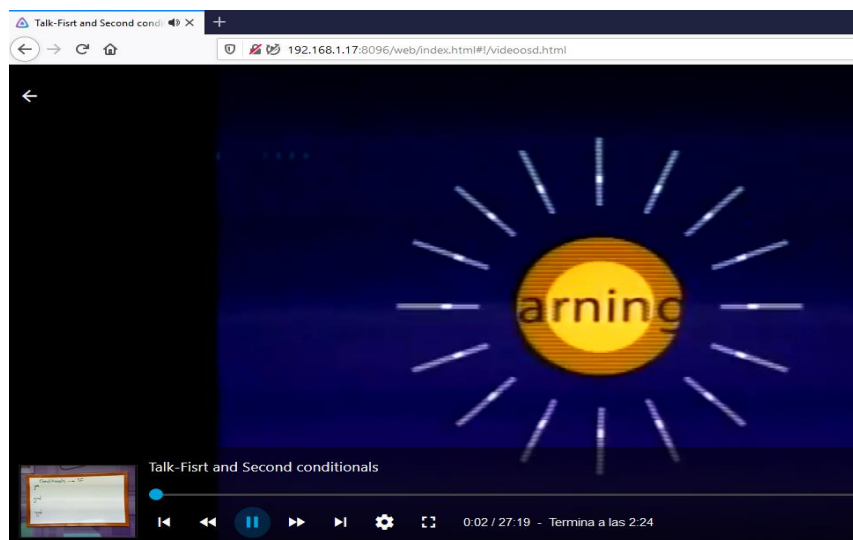 Talk-Fisrt and Second condi
192.168.1.17:8096/web/index.html#!/videoosd.html
arning
Talk-Fisrt and Second conditionals
0:02 / 27:19 - Termina a las 2:24